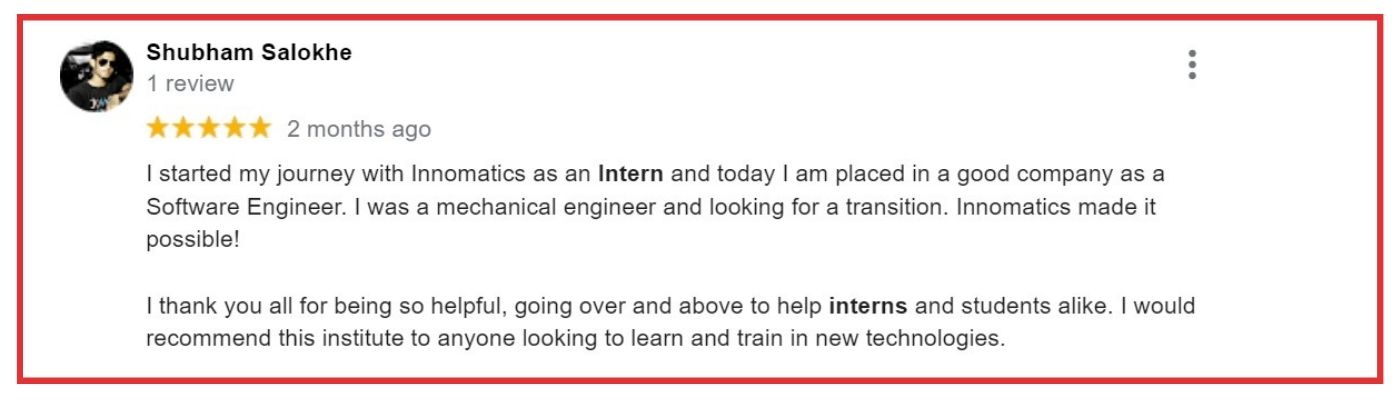 Shubham Salokhe
1 review
2 months ago
I started my journey with Innomatics as an Intern and today I am placed in a good company as a
Software Engineer. I was a mechanical engineer and looking for a transition. Innomatics made it
possible!
I thank you all for being so helpful, going over and above to help interns and students alike. I would
recommend this institute to anyone looking to learn and train in new technologies.